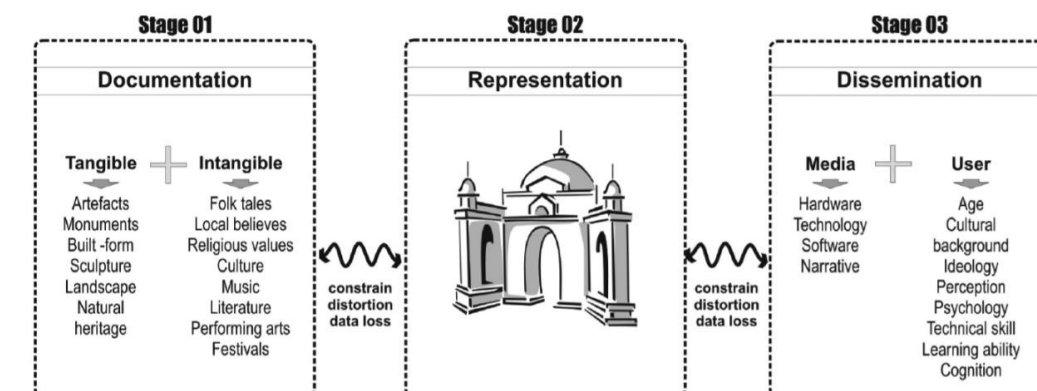 Stage 01
Documentation
Tangible
Artefacts
Monuments
Built -form
Sculpture
Landscape
Natural
heritage
Intangible
Folk tales
Local believes
Religious values
Culture
Music
Literature
Performing arts
Festivals
constrain
distortion
data loss
Stage 02
Representation
constrain
distortion
data loss
Stage 03
Dissemination
Media
Hardware
Technology
Software
Narrative
User
Age
Cultural
background
Ideology
Perception
Psychology
Technical skill
Learning ability
Cognition